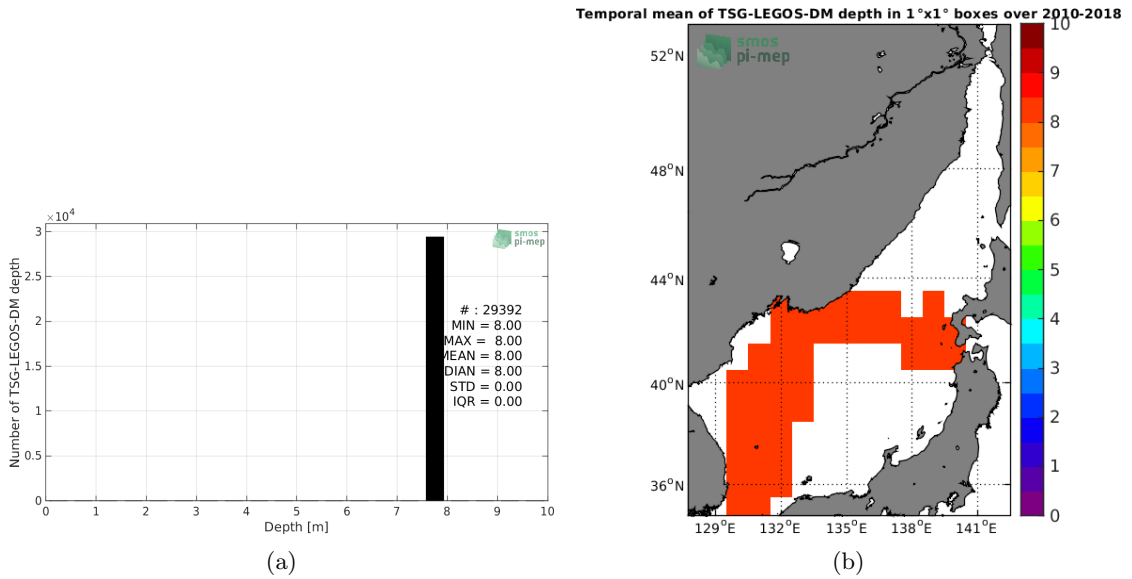 Temporal mean of TSG-LEGOS-DM depth in 1°x1° boxes over 2010-2018
×10⁴
3
2.5
2
1.5
1
0.5
0
Number of TSG-LEGOS-DM depth
smos
pi-mep
# : 29392
MIN = 8.00
MAX = 8.00
MEAN = 8.00
DIAN = 8.00
STD = 0.00
IQR = 0.00
0 1 2 3 4 5 6 7 8 9 10
Depth [m]
(a)
smos
pi-mep
52°N
48°N
44°N
40°N
36°N
129°E 132°E 135°E 138°E 141°E
10
9
8
7
6
5
4
3
2
1
0
(b)